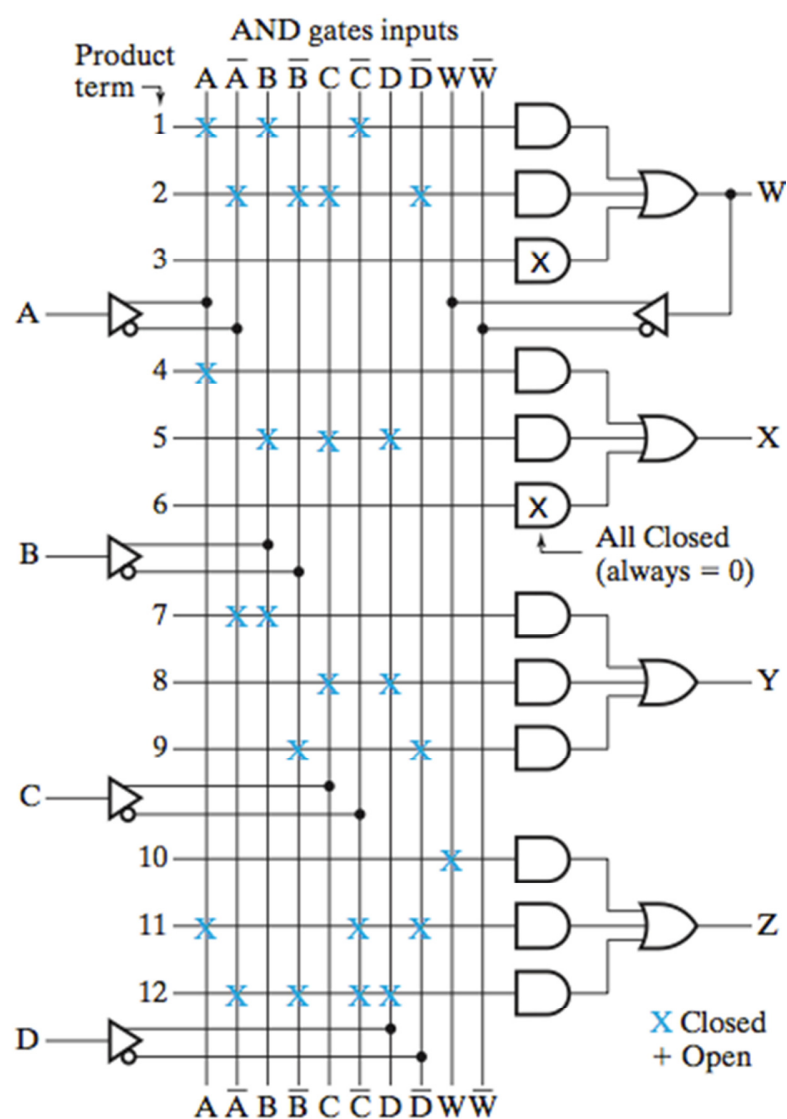 AND gates inputs
Product
term
A A̅ B B̅ C C̅ D D̅ W W̅
1
2
W
3
X
A
4
5
X
6
X
B
All Closed
(always = 0)
7
8
Y
9
C
10
11
Z
12
D
X Closed
+ Open
A A̅ B B̅ C C̅ D D̅ W W̅